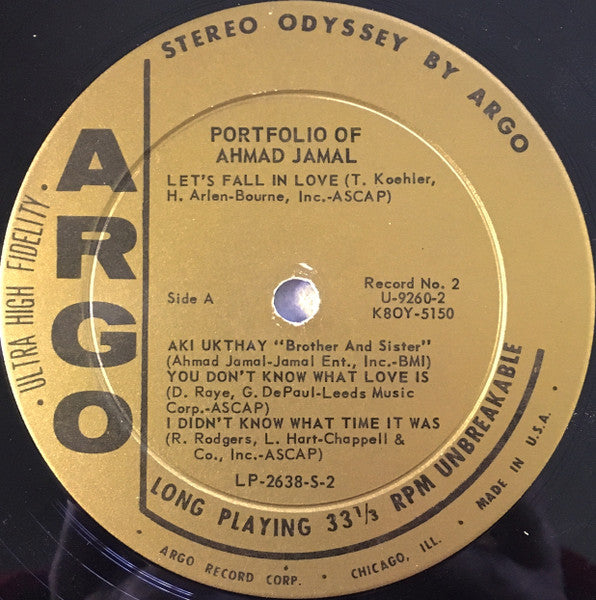 STEREO ODYSSEY BY ARGO
ARGO
· ULTRA HIGH FIDELITY ·
PORTFOLIO OF
AHMAD JAMAL
LET'S FALL IN LOVE (T. Koehler,
H. Arlen-Bourne, Inc.-ASCAP)
Side A
Record No. 2
U-9260-2
K8OY-5150
AKI UKTHAY "Brother And Sister"
(Ahmad Jamal-Jamal Ent., Inc.-BMI)
YOU DON'T KNOW WHAT LOVE IS
(D. Raye, G. DePaul-Leeds Music
Corp.-ASCAP)
I DIDN'T KNOW WHAT TIME IT WAS
(R. Rodgers, L. Hart-Chappell &
Co., Inc.-ASCAP)
LP-2638-S-2
LONG PLAYING 33 1/3 RPM UNBREAKABLE
· ARGO RECORD CORP. · CHICAGO, ILL. · MADE IN U.S.A. ·